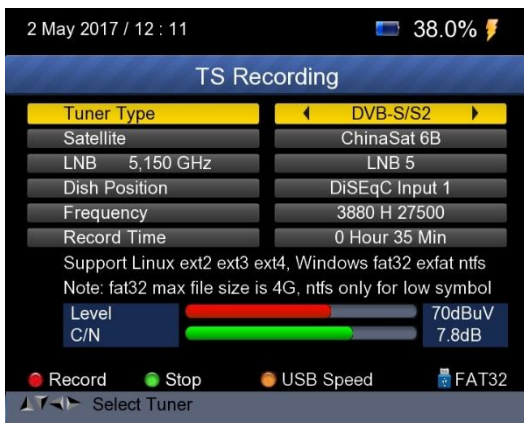 2 May 2017 / 12 : 11 38.0%
TS Recording
Tuner Type DVB-S/S2
Satellite ChinaSat 6B
LNB 5,150 GHz LNB 5
Dish Position DiSEqC Input 1
Frequency 3880 H 27500
Record Time 0 Hour 35 Min
Support Linux ext2 ext3 ext4, Windows fat32 exfat ntfs
Note: fat32 max file size is 4G, ntfs only for low symbol
Level 70dBuV
C/N 7.8dB
Record Stop USB Speed FAT32
Select Tuner